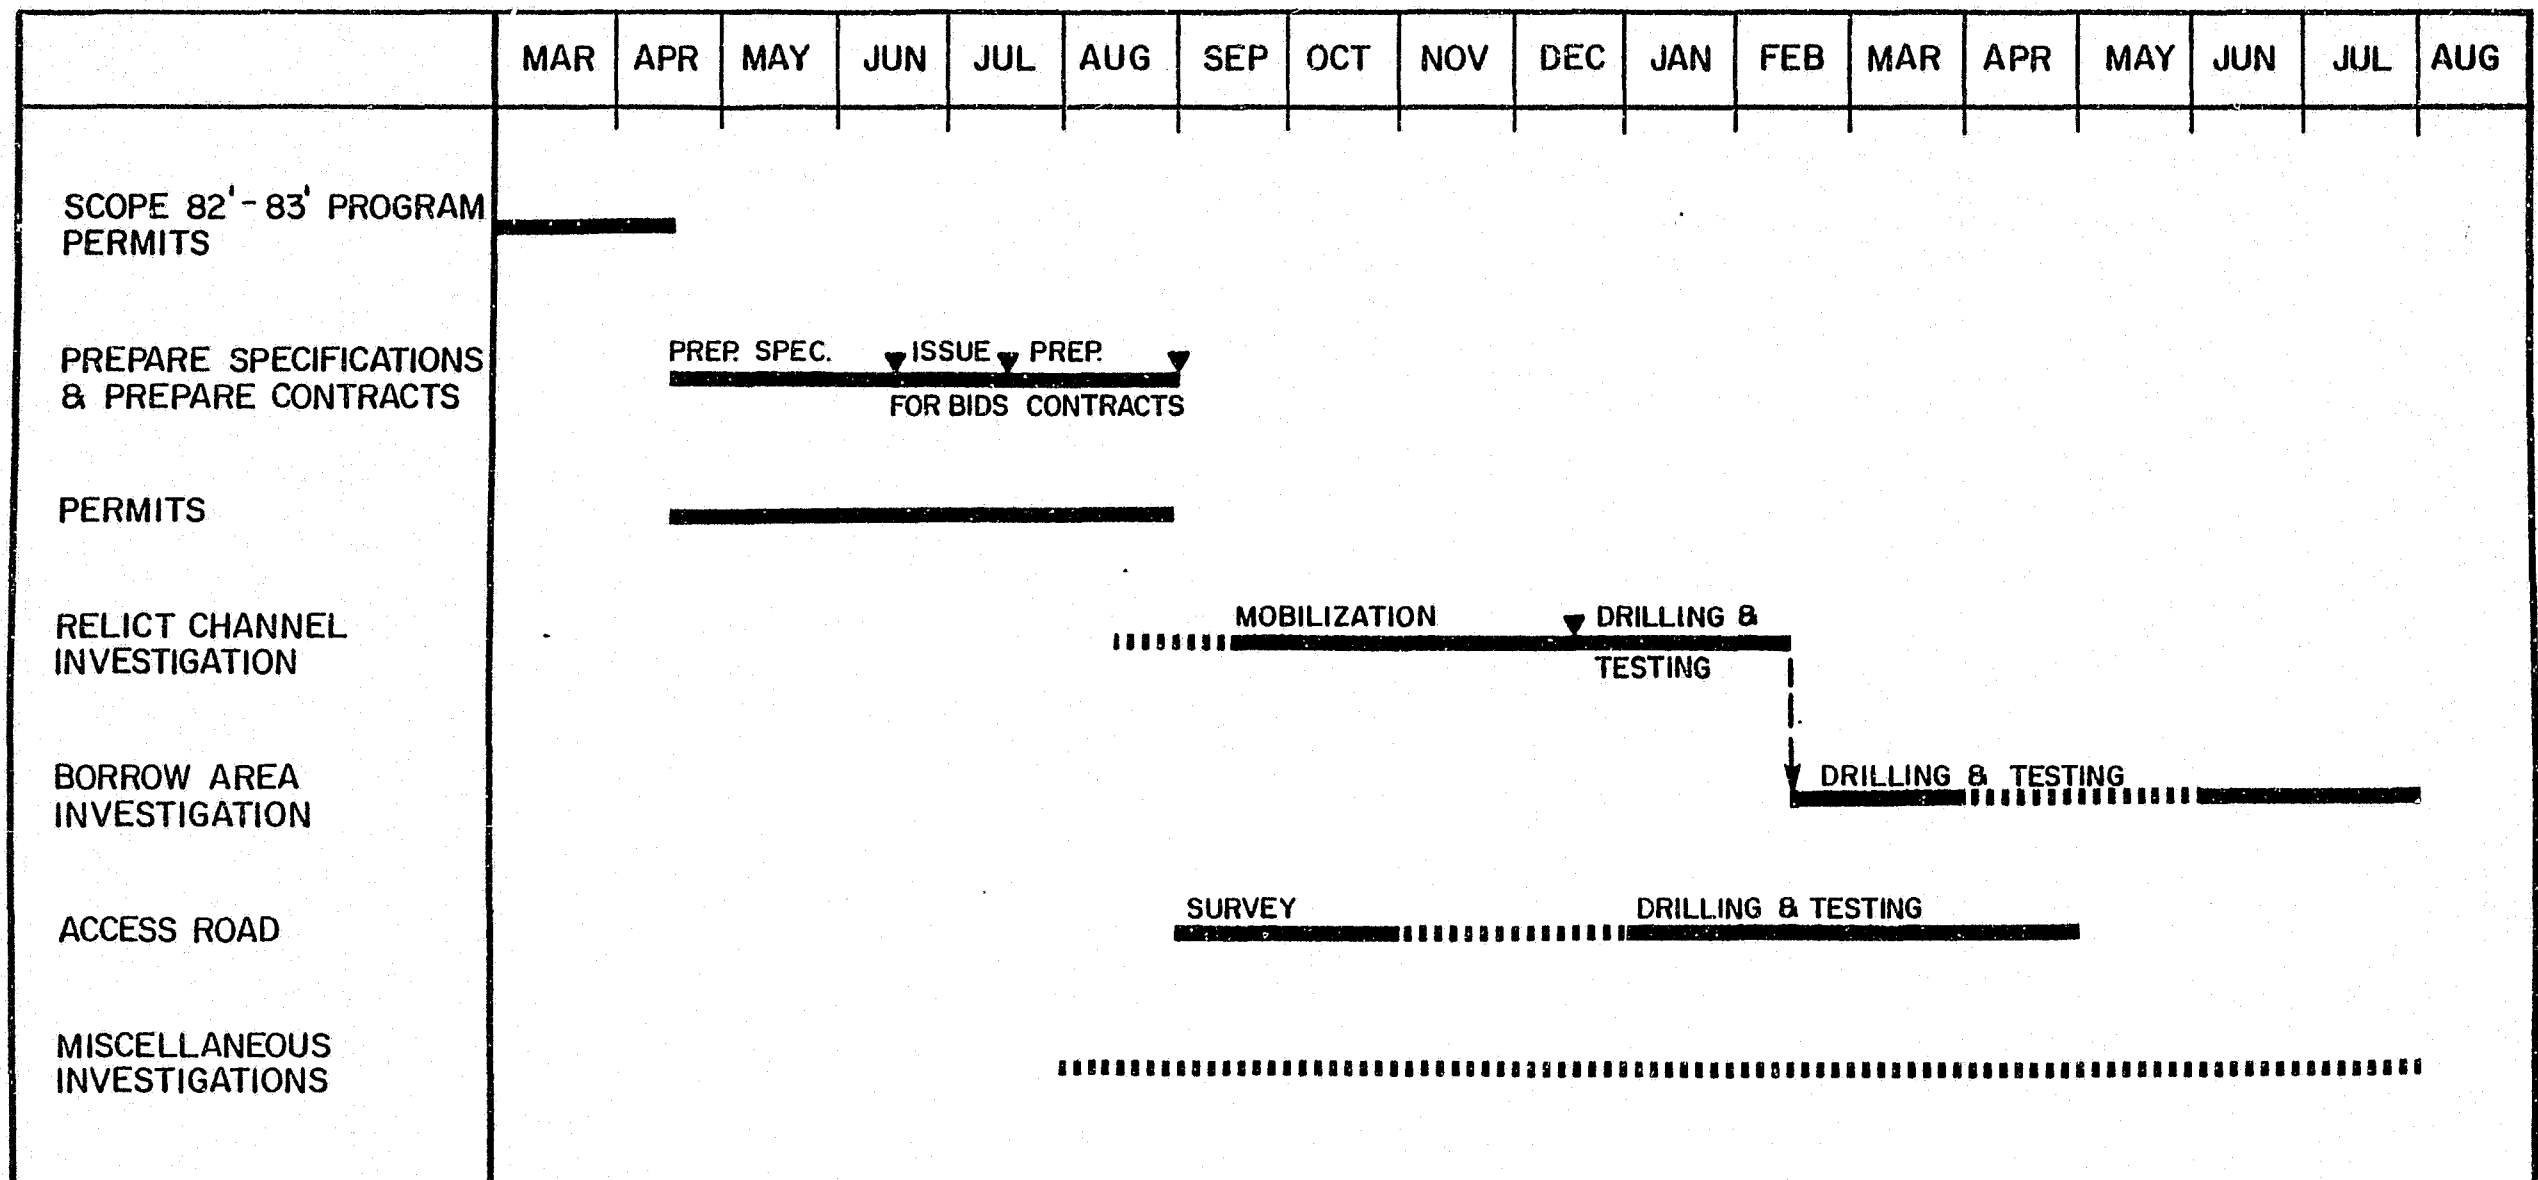 MAR APR MAY JUN JUL AUG SEP OCT NOV DEC JAN FEB MAR APR MAY JUN JUL AUG
SCOPE 82'-83' PROGRAM
PERMITS
PREPARE SPECIFICATIONS
& PREPARE CONTRACTS
PREP. SPEC. ISSUE PREP.
FOR BIDS CONTRACTS
PERMITS
RELICT CHANNEL
INVESTIGATION
MOBILIZATION DRILLING &
TESTING
BORROW AREA
INVESTIGATION
DRILLING & TESTING
ACCESS ROAD
SURVEY DRILLING & TESTING
MISCELLANEOUS
INVESTIGATIONS